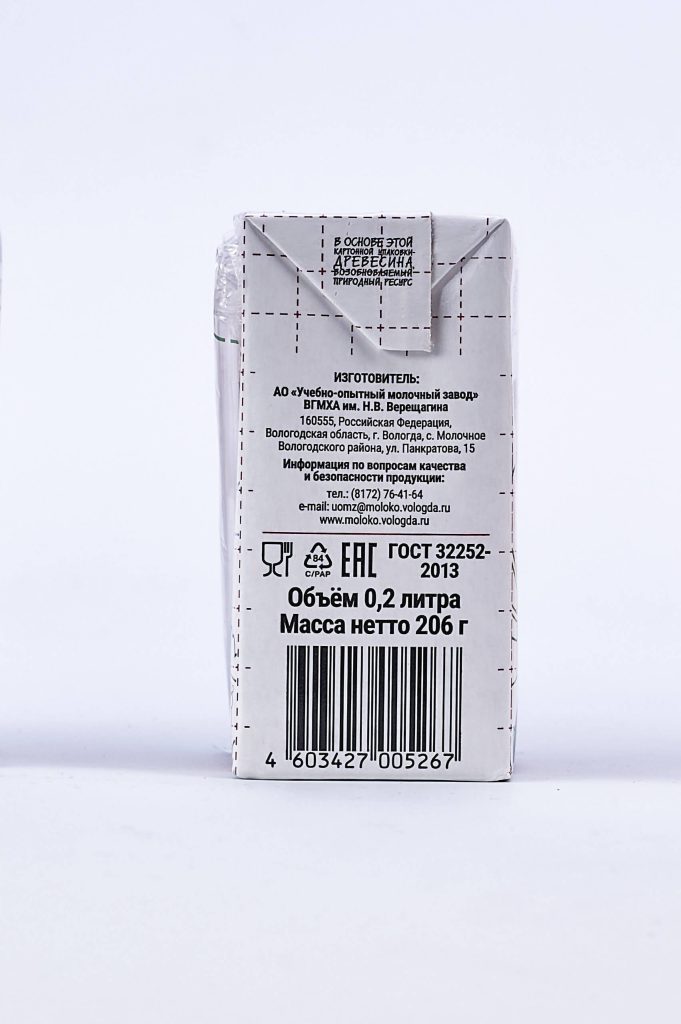 В ОСНОВЕ ЭТОЙ
КАРТОННОЙ УПАКОВКИ-
ДРЕВЕСИНА,
ВОЗОБНОВЛЯЕМЫЙ
ПРИРОДНЫЙ РЕСУРС
ИЗГОТОВИТЕЛЬ:
АО «Учебно-опытный молочный завод»
ВГМХА им. Н.В. Верещагина
160555, Российская Федерация,
Вологодская область, г. Вологда, с. Молочное
Вологодского района, ул. Панкратова, 15
Информация по вопросам качества
и безопасности продукции:
тел.: (8172) 76-41-64
e-mail: uomz@moloko.vologda.ru
www.moloko.vologda.ru
84
C/PAP
ЕАС
ГОСТ 32252-
2013
Объём 0,2 литра
Масса нетто 206 г
4 603427 005267